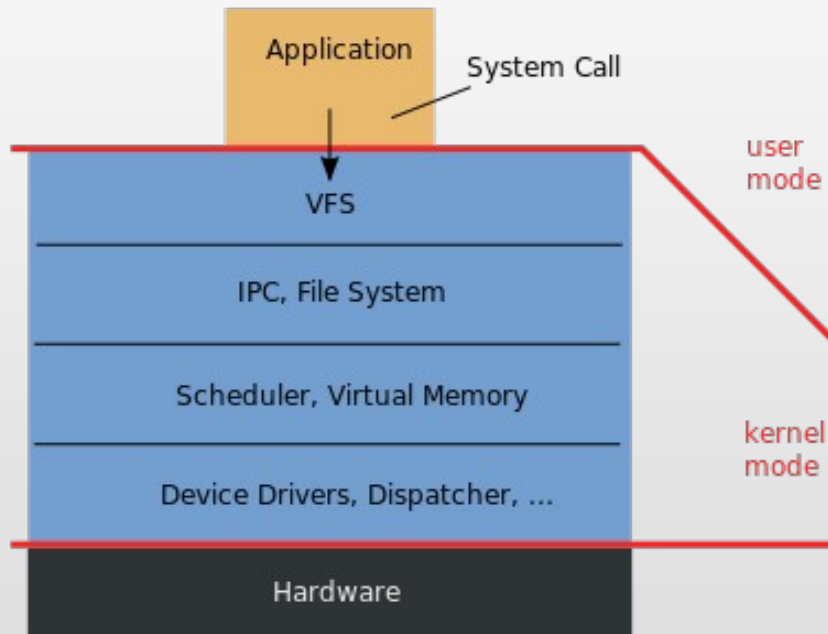 Application
System Call
user
mode
VFS
IPC, File System
Scheduler, Virtual Memory
kernel
mode
Device Drivers, Dispatcher, ...
Hardware